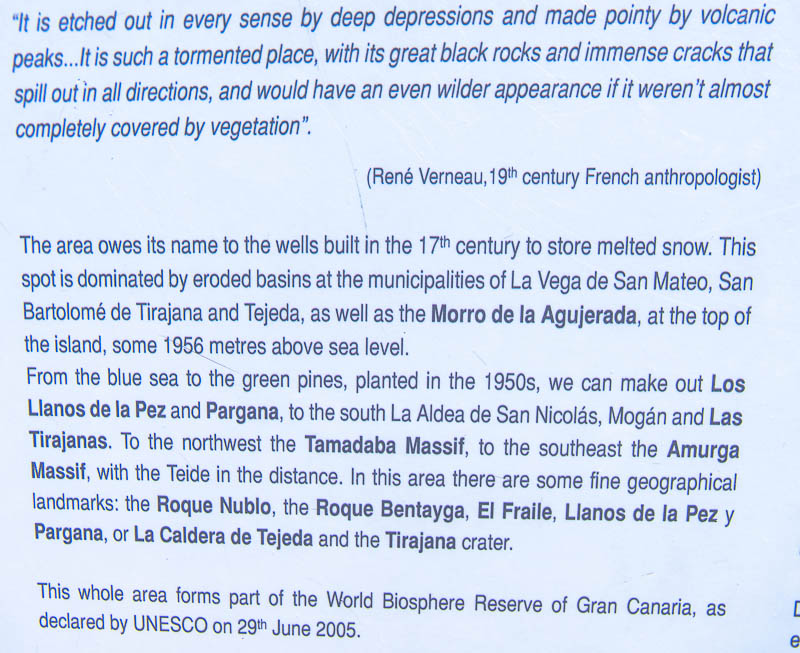 “It is etched out in every sense by deep depressions and made pointy by volcanic
peaks...It is such a tormented place, with its great black rocks and immense cracks that
spill out in all directions, and would have an even wilder appearance if it weren't almost
completely covered by vegetation”.
(René Verneau,19th century French anthropologist)
The area owes its name to the wells built in the 17th century to store melted snow. This
spot is dominated by eroded basins at the municipalities of La Vega de San Mateo, San
Bartolomé de Tirajana and Tejeda, as well as the Morro de la Agujerada, at the top of
the island, some 1956 metres above sea level.
From the blue sea to the green pines, planted in the 1950s, we can make out Los
Llanos de la Pez and Pargana, to the south La Aldea de San Nicolás, Mogán and Las
Tirajanas. To the northwest the Tamadaba Massif, to the southeast the Amurga
Massif, with the Teide in the distance. In this area there are some fine geographical
landmarks: the Roque Nublo, the Roque Bentayga, El Fraile, Llanos de la Pez y
Pargana, or La Caldera de Tejeda and the Tirajana crater.
This whole area forms part of the World Biosphere Reserve of Gran Canaria, as
declared by UNESCO on 29th June 2005.